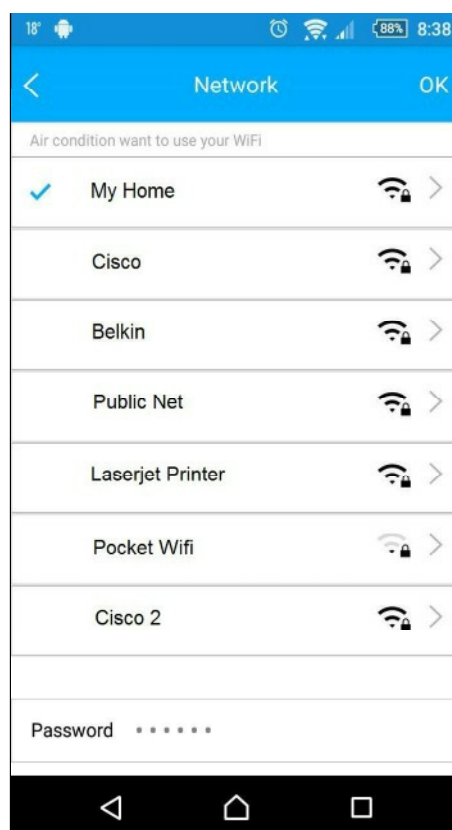 18° 88% 8:38
Network OK
Air condition want to use your WiFi
My Home
Cisco
Belkin
Public Net
Laserjet Printer
Pocket Wifi
Cisco 2
Password ••••••